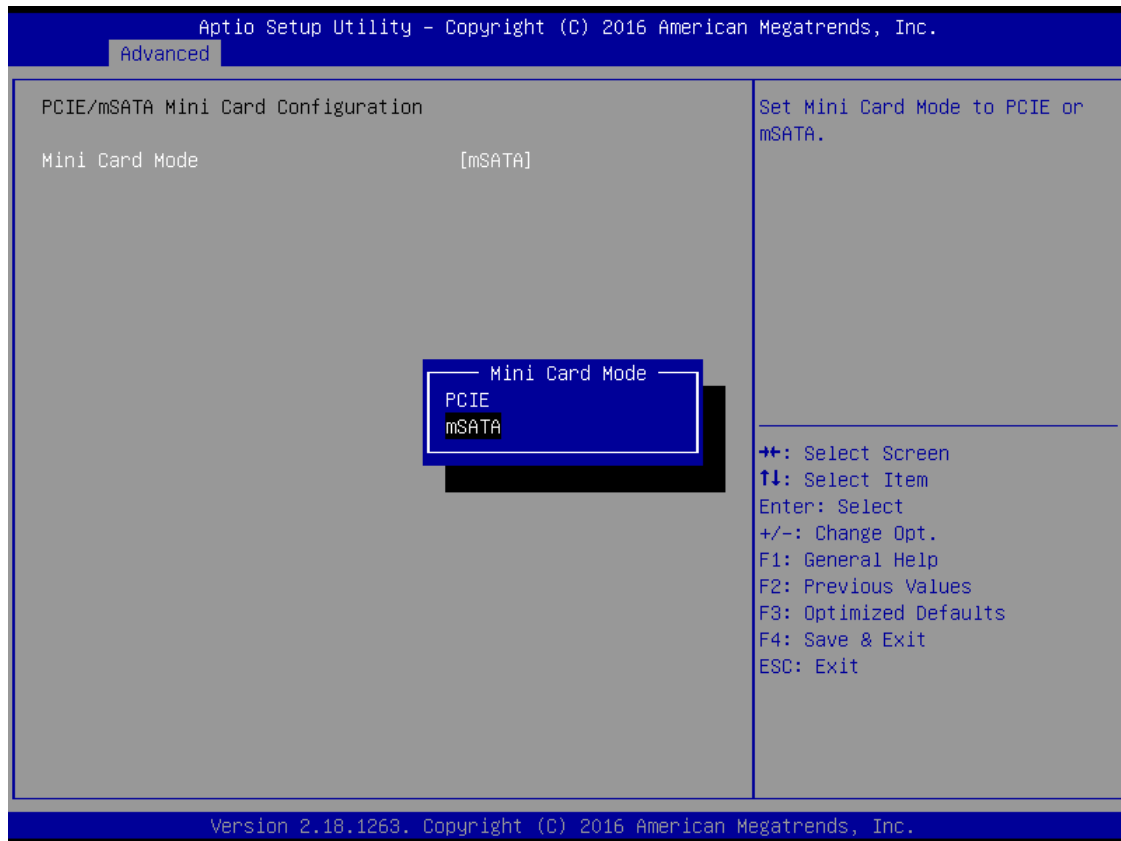 Aptio Setup Utility – Copyright (C) 2016 American Megatrends, Inc.
Advanced
PCIE/mSATA Mini Card Configuration
Mini Card Mode [mSATA]
Set Mini Card Mode to PCIE or
mSATA.
Mini Card Mode
PCIE
mSATA
→←: Select Screen
↑↓: Select Item
Enter: Select
+/-: Change Opt.
F1: General Help
F2: Previous Values
F3: Optimized Defaults
F4: Save & Exit
ESC: Exit
Version 2.18.1263. Copyright (C) 2016 American Megatrends, Inc.